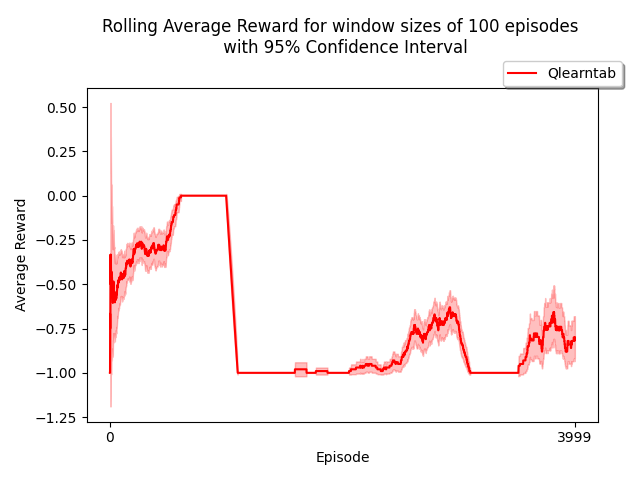 Rolling Average Reward for window sizes of 100 episodes
with 95% Confidence Interval
Qlearntab
0.50
0.25
0.00
−0.25
−0.50
−0.75
−1.00
−1.25
Average Reward
0
3999
Episode